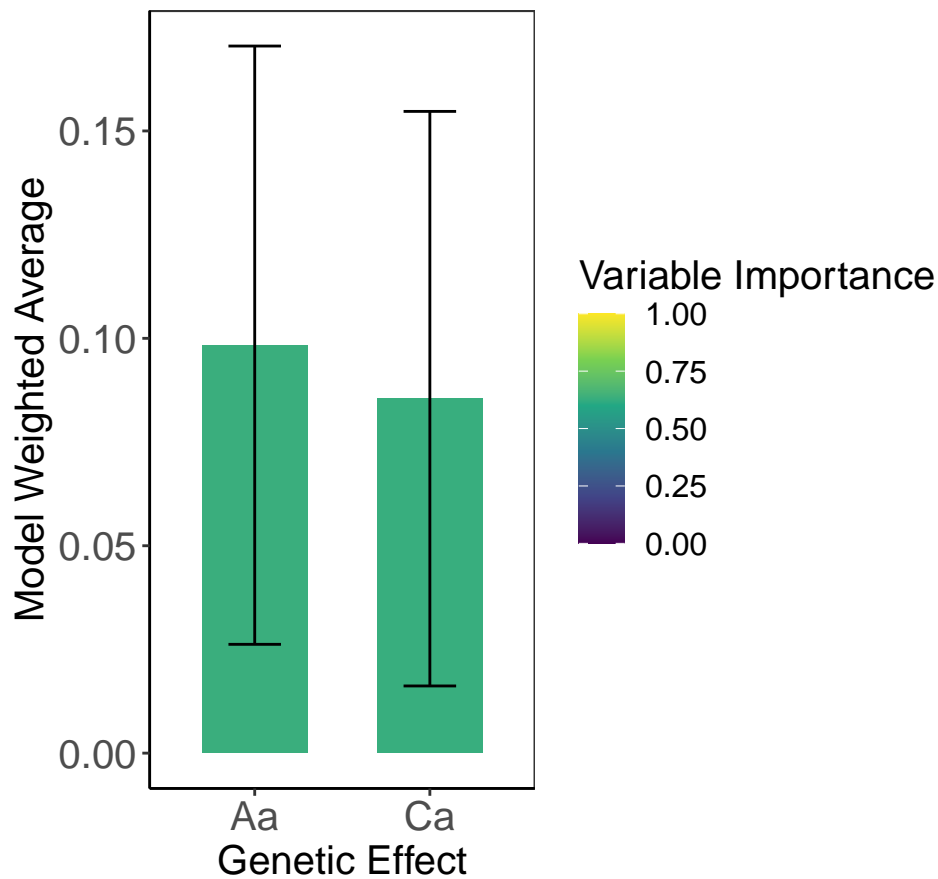 Model Weighted Average
0.15
0.10
0.05
0.00
Aa
Ca
Genetic Effect
Variable Importance
1.00
0.75
0.50
0.25
0.00